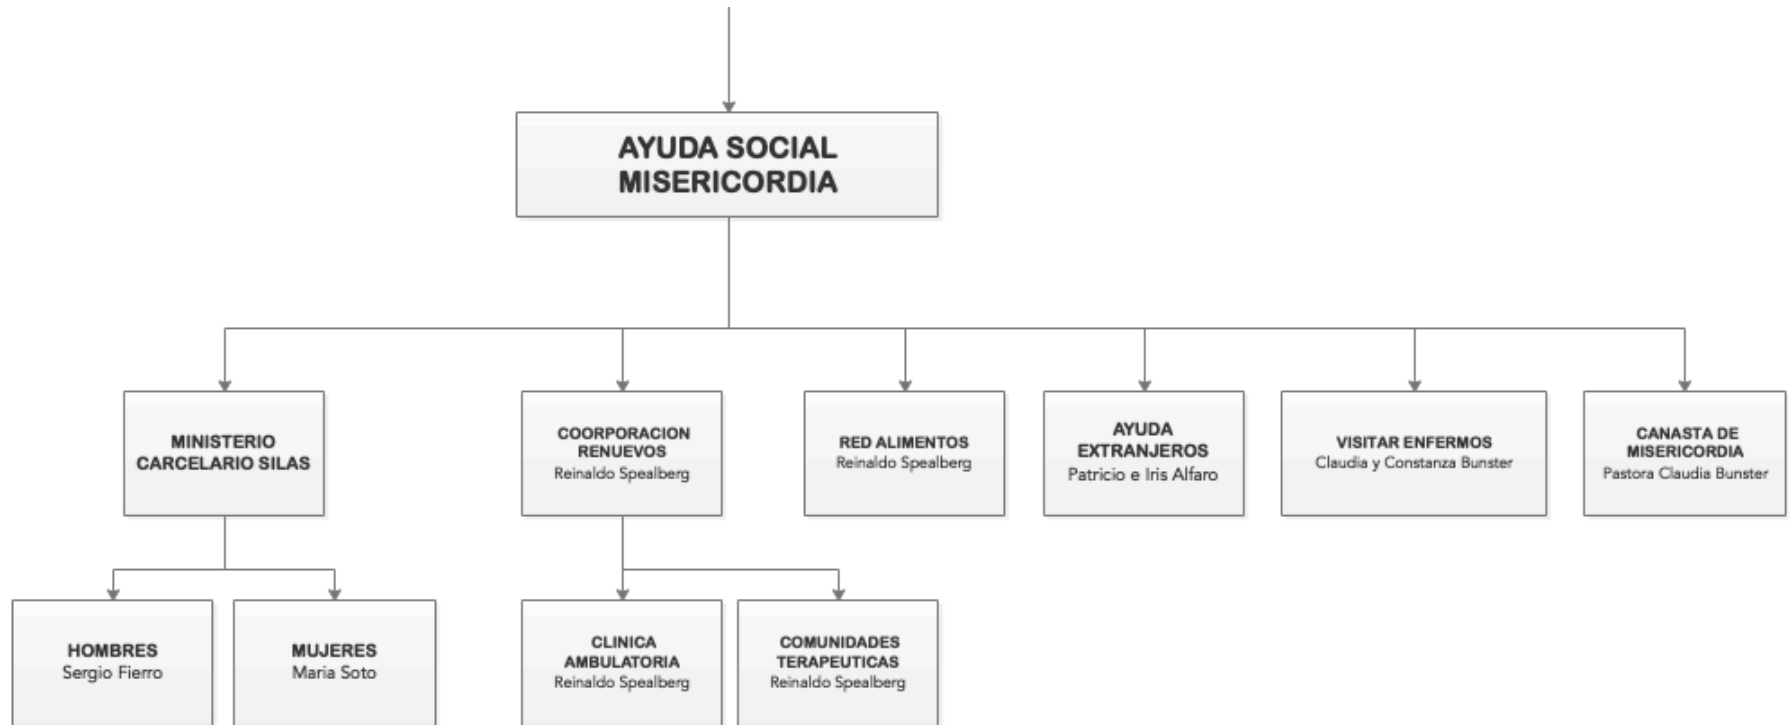 AYUDA SOCIAL
MISERICORDIA
MINISTERIO
CARCELARIO SILAS
COORPORACION
RENUEVOS
Reinaldo Spealberg
RED ALIMENTOS
Reinaldo Spealberg
AYUDA
EXTRANJEROS
Patricio e Iris Alfaro
VISITAR ENFERMOS
Claudia y Constanza Bunster
CANASTA DE
MISERICORDIA
Pastora Claudia Bunster
HOMBRES
Sergio Fierro
MUJERES
Maria Soto
CLINICA
AMBULATORIA
Reinaldo Spealberg
COMUNIDADES
TERAPEUTICAS
Reinaldo Spealberg